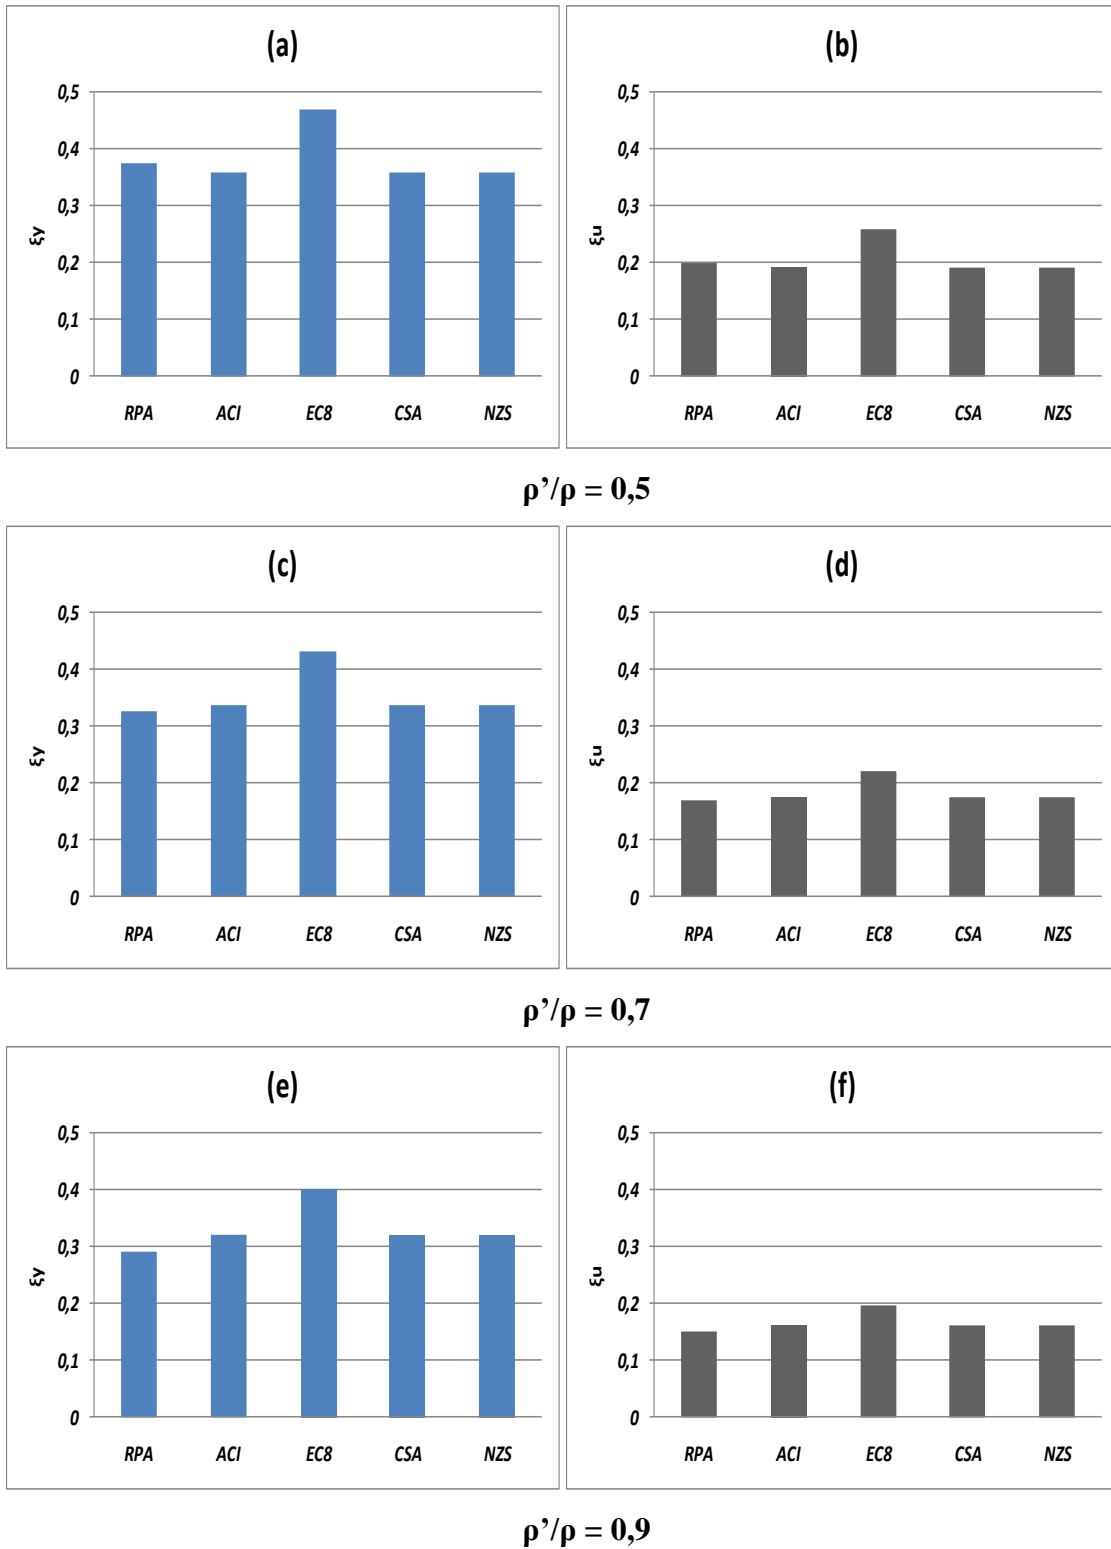 (a)
0,5
0,4
0,3
0,2
0,1
0
ξy
RPA ACI EC8 CSA NZS
(b)
0,5
0,4
0,3
0,2
0,1
0
ξu
RPA ACI EC8 CSA NZS
ρ’/ρ = 0,5
(c)
0,5
0,4
0,3
0,2
0,1
0
ξy
RPA ACI EC8 CSA NZS
(d)
0,5
0,4
0,3
0,2
0,1
0
ξu
RPA ACI EC8 CSA NZS
ρ’/ρ = 0,7
(e)
0,5
0,4
0,3
0,2
0,1
0
ξy
RPA ACI EC8 CSA NZS
(f)
0,5
0,4
0,3
0,2
0,1
0
ξu
RPA ACI EC8 CSA NZS
ρ’/ρ = 0,9